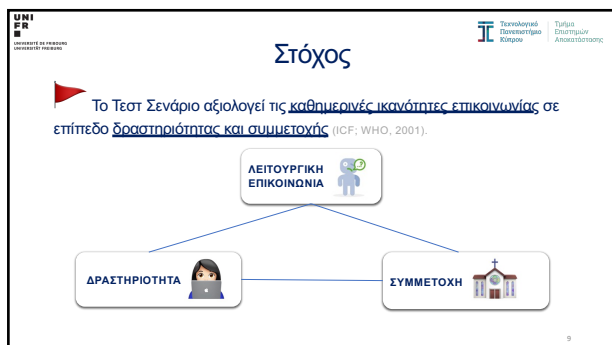 UNI
FR
UNIVERSITÉ DE FRIBOURG
UNIVERSITÄT FREIBURG
Τεχνολογικό
Πανεπιστήμιο
Κύπρου
Τμήμα
Επιστημών
Αποκατάστασης
Στόχος
Το Τεστ Σενάριο αξιολογεί τις καθημερινές ικανότητες επικοινωνίας σε
επίπεδο δραστηριότητας και συμμετοχής (ICF; WHO, 2001).
ΛΕΙΤΟΥΡΓΙΚΗ
ΕΠΙΚΟΙΝΩΝΙΑ
ΔΡΑΣΤΗΡΙΟΤΗΤΑ
ΣΥΜΜΕΤΟΧΗ
9